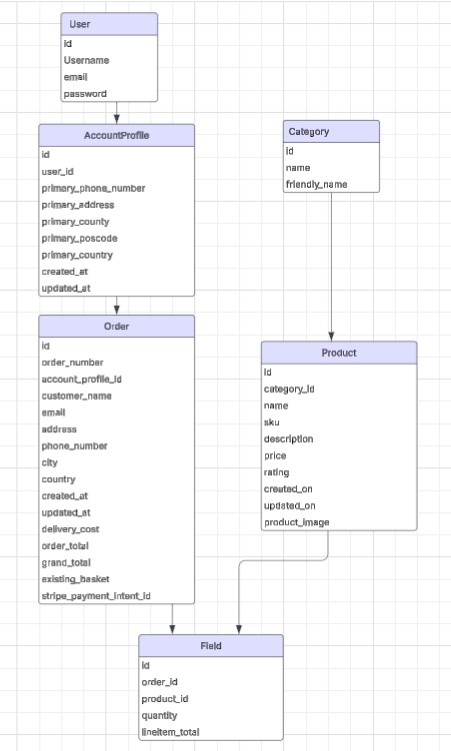 User
id
Username
email
password
AccountProfile
id
user_id
primary_phone_number
primary_address
primary_county
primary_poscode
primary_country
created_at
updated_at
Order
id
order_number
account_profile_id
customer_name
email
address
phone_number
city
country
created_at
updated_at
delivery_cost
order_total
grand_total
existing_basket
stripe_payment_intent_id
Category
id
name
friendly_name
Product
id
category_id
name
sku
description
price
rating
created_on
updated_on
product_image
Field
id
order_id
product_id
quantity
lineitem_total